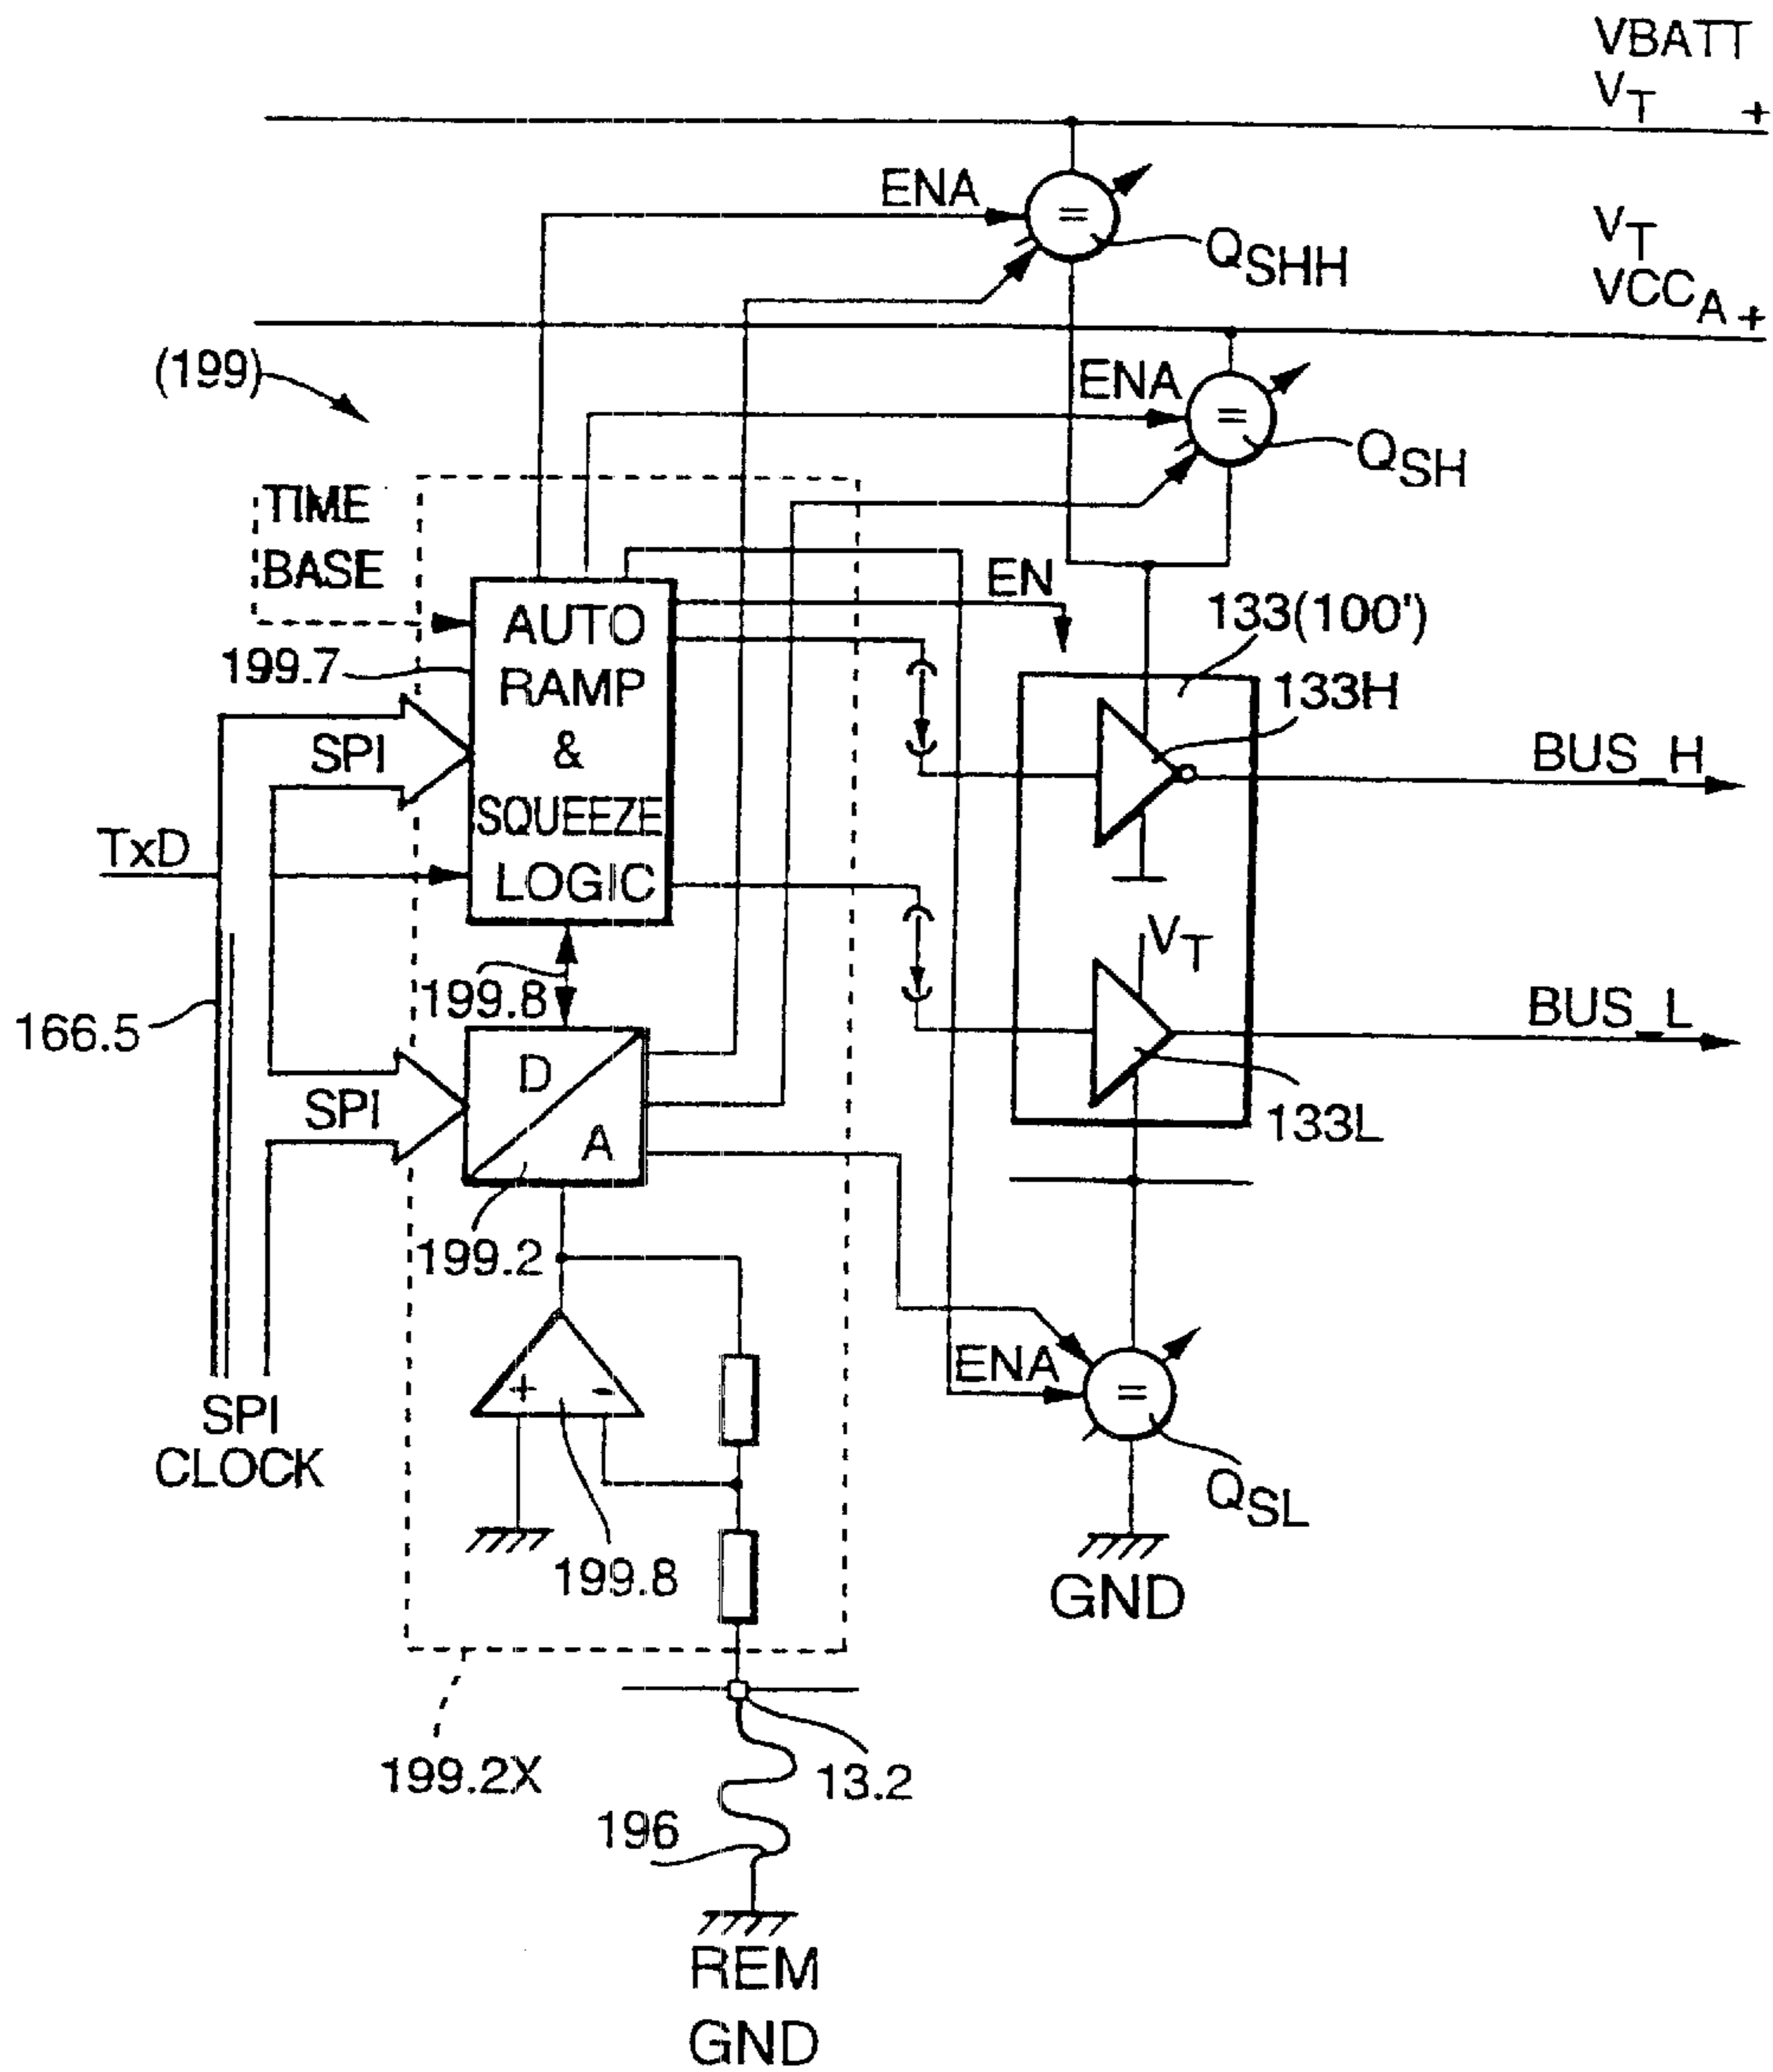 VBATT
VT +
ENA
QSHH
VT
VCCA+
(199)
ENA
QSH
TIME
BASE
EN
133(100')
AUTO
RAMP
&
SQUEEZE
LOGIC
199.7
133H
SPI
BUS_H
TxD
VT
199.8
166.5
BUS_L
D
A
SPI
133L
199.2
+ -
ENA
SPI
CLOCK
QSL
199.8
GND
199.2X
13.2
196
REM
GND